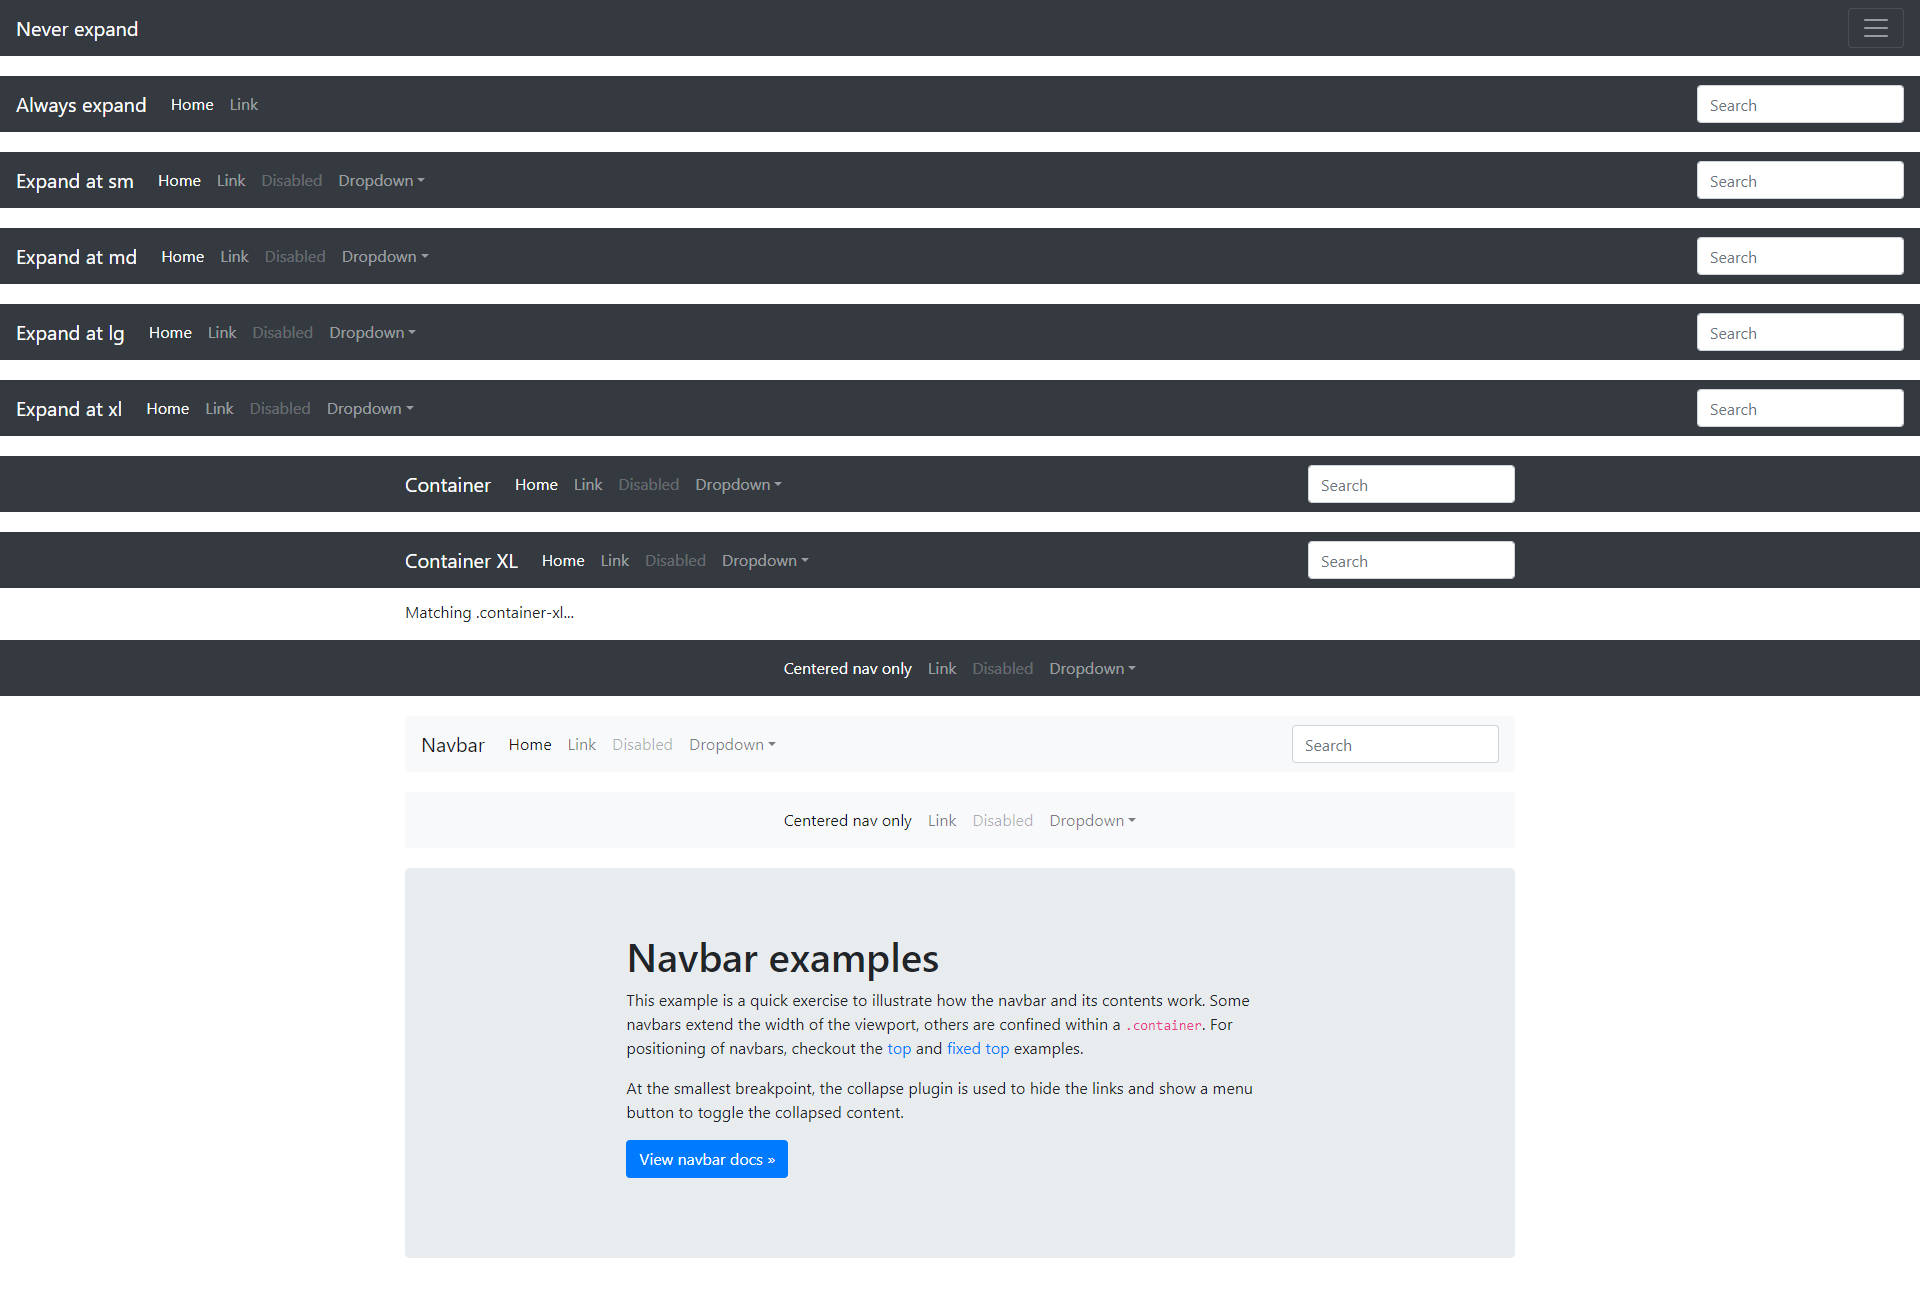 Never expand
Always expand Home Link Search
Expand at sm Home Link Disabled Dropdown Search
Expand at md Home Link Disabled Dropdown Search
Expand at lg Home Link Disabled Dropdown Search
Expand at xl Home Link Disabled Dropdown Search
Container Home Link Disabled Dropdown Search
Container XL Home Link Disabled Dropdown Search
Matching .container-xl...
Centered nav only Link Disabled Dropdown
Navbar Home Link Disabled Dropdown Search
Centered nav only Link Disabled Dropdown
Navbar examples
This example is a quick exercise to illustrate how the navbar and its contents work. Some
navbars extend the width of the viewport, others are confined within a .container. For
positioning of navbars, checkout the top and fixed top examples.
At the smallest breakpoint, the collapse plugin is used to hide the links and show a menu
button to toggle the collapsed content.
View navbar docs »